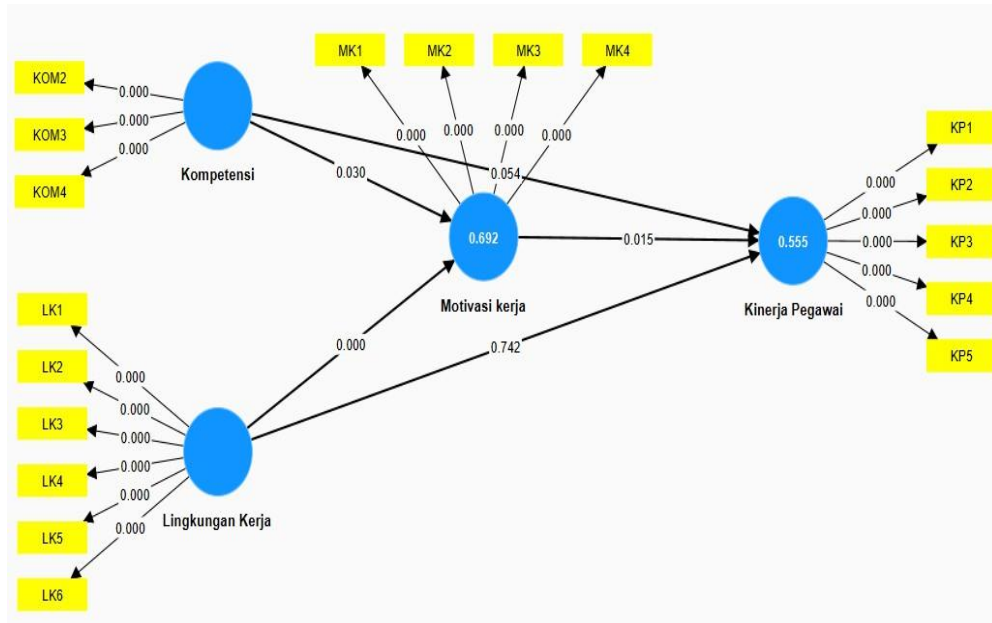 MK1
MK2
MK3
MK4
KOM2
KOM3
KOM4
0.000
0.000
0.000
Kompetensi
0.000
0.000
0.000
0.000
0.030
0.054
0.692
Motivasi kerja
0.015
0.555
Kinerja Pegawai
0.000
0.000
0.000
0.000
0.000
KP1
KP2
KP3
KP4
KP5
LK1
LK2
LK3
LK4
LK5
LK6
0.000
0.000
0.000
0.000
0.000
0.000
Lingkungan Kerja
0.000
0.742